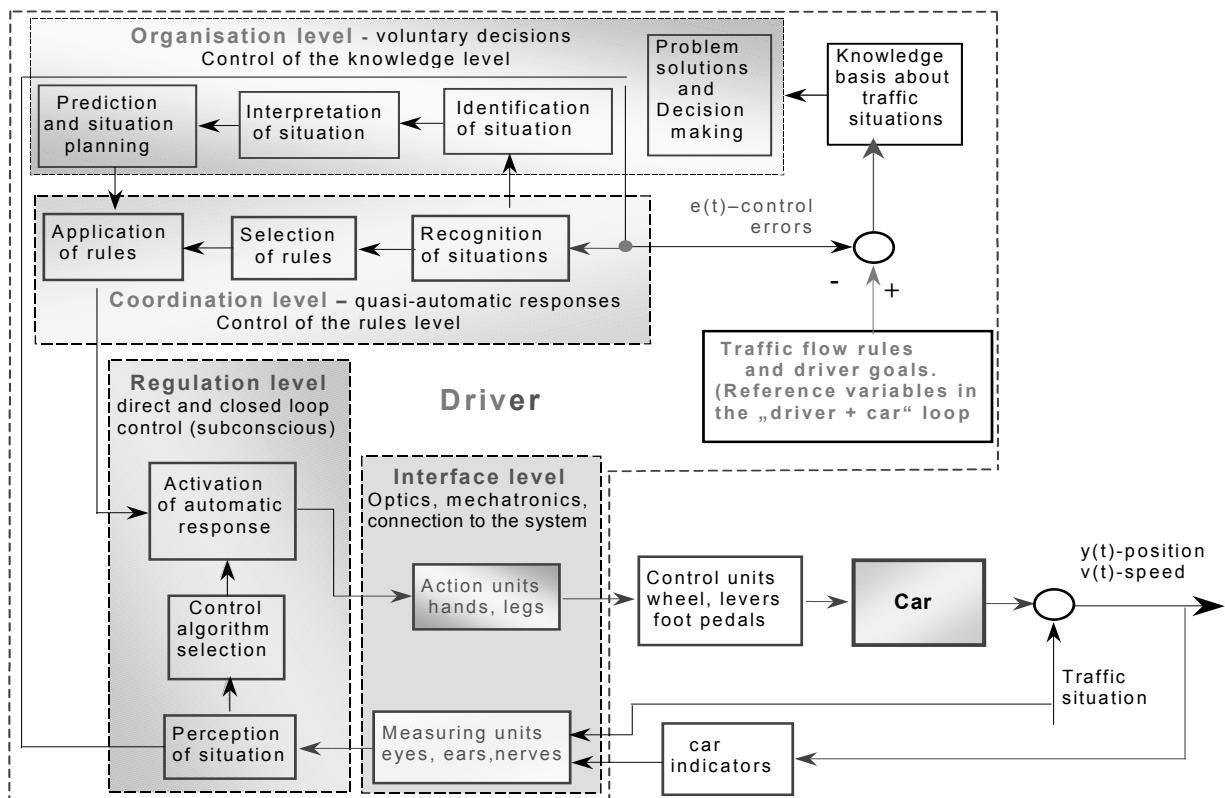 Organisation level - voluntary decisions
Control of the knowledge level
Problem
solutions
and
Decision
making
Knowledge
basis about
traffic
situations
Prediction
and situation
planning
Interpretation
of situation
Identification
of situation
e(t)–control
errors
Application
of rules
Selection
of rules
Recognition
of situations
- +
Coordination level – quasi-automatic responses
Control of the rules level
Traffic flow rules
and driver goals.
(Reference variables in
the „driver + car“ loop
Regulation level
direct and closed loop
control (subconscious)
Driver
Interface level
Optics, mechatronics,
connection to the system
Activation
of automatic
response
Action units
hands, legs
Control units
wheel, levers
foot pedals
Car
y(t)-position
v(t)-speed
Control
algorithm
selection
Traffic
situation
Perception
of situation
Measuring units
eyes, ears,nerves
car
indicators